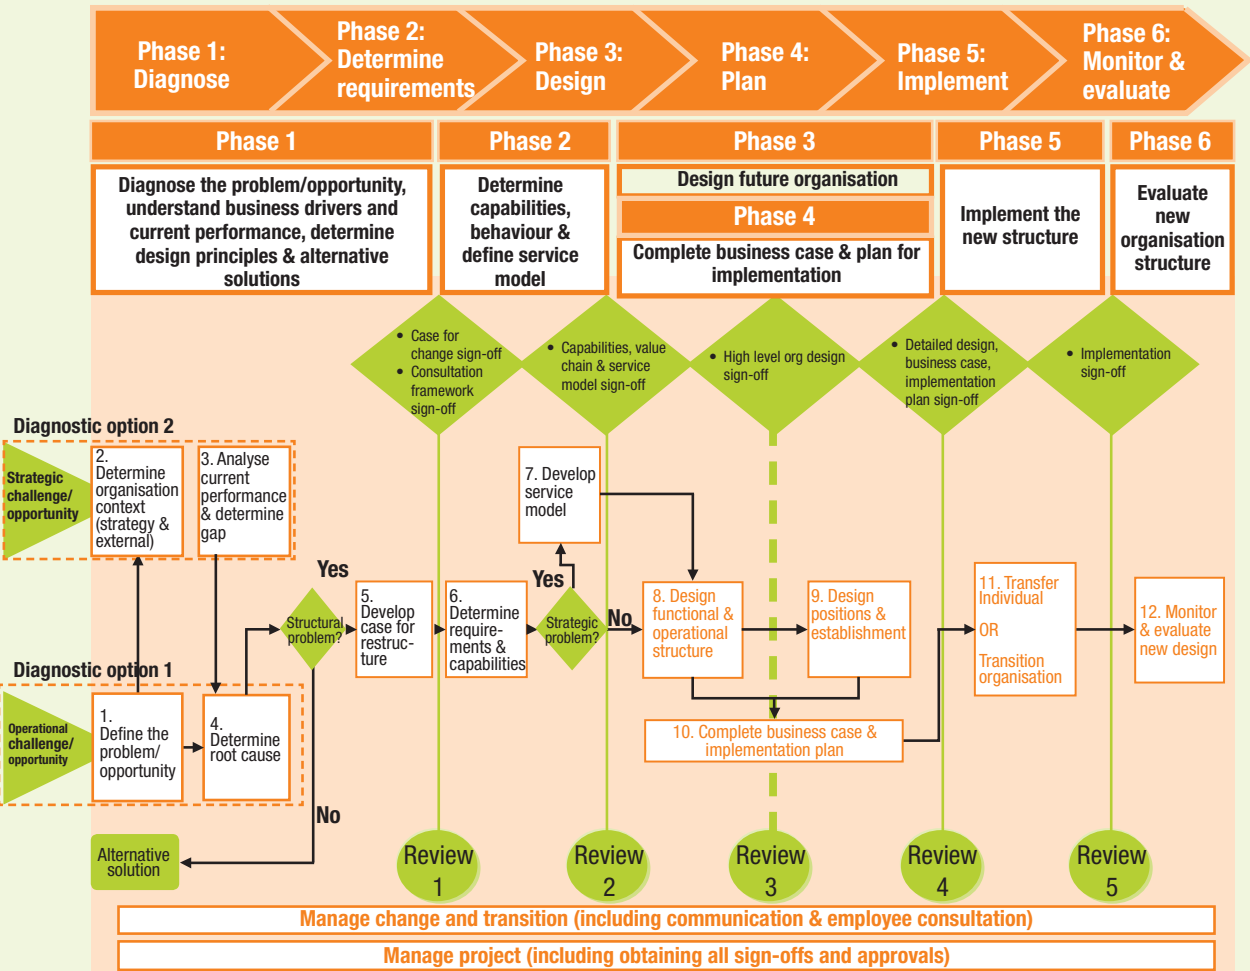 Phase 1:
Diagnose
Phase 2:
Determine
requirements
Phase 3:
Design
Phase 4:
Plan
Phase 5:
Implement
Phase 6:
Monitor &
evaluate
Phase 1
Phase 2
Phase 3
Phase 5
Phase 6
Diagnose the problem/opportunity,
understand business drivers and
current performance, determine
design principles & alternative
solutions
Determine
capabilities,
behaviour &
define service
model
Design future organisation
Phase 4
Complete business case & plan for
implementation
Implement the
new structure
Evaluate
new
organisation
structure
• Case for
change sign-off
• Consultation
framework
sign-off
• Capabilities, value
chain & service
model sign-off
• High level org design
sign-off
• Detailed design,
business case,
implementation
plan sign-off
• Implementation
sign-off
Diagnostic option 2
Strategic
challenge/
opportunity
2.
Determine
organisation
context
(strategy &
external)
3. Analyse
current
performance
& determine
gap
7. Develop
service
model
Yes
Structural
problem?
5.
Develop
case for
restruc-
ture
6.
Determine
require-
ments &
capabilities
Yes
Strategic
problem?
No
8. Design
functional &
operational
structure
9. Design
positions &
establishment
11. Transfer
Individual
OR
Transition
organisation
12. Monitor
& evaluate
new design
Diagnostic option 1
Operational
challenge/
opportunity
1.
Define the
problem/
opportunity
4.
Determine
root cause
10. Complete business case &
implementation plan
No
Alternative
solution
Review
1
Review
2
Review
3
Review
4
Review
5
Manage change and transition (including communication & employee consultation)
Manage project (including obtaining all sign-offs and approvals)